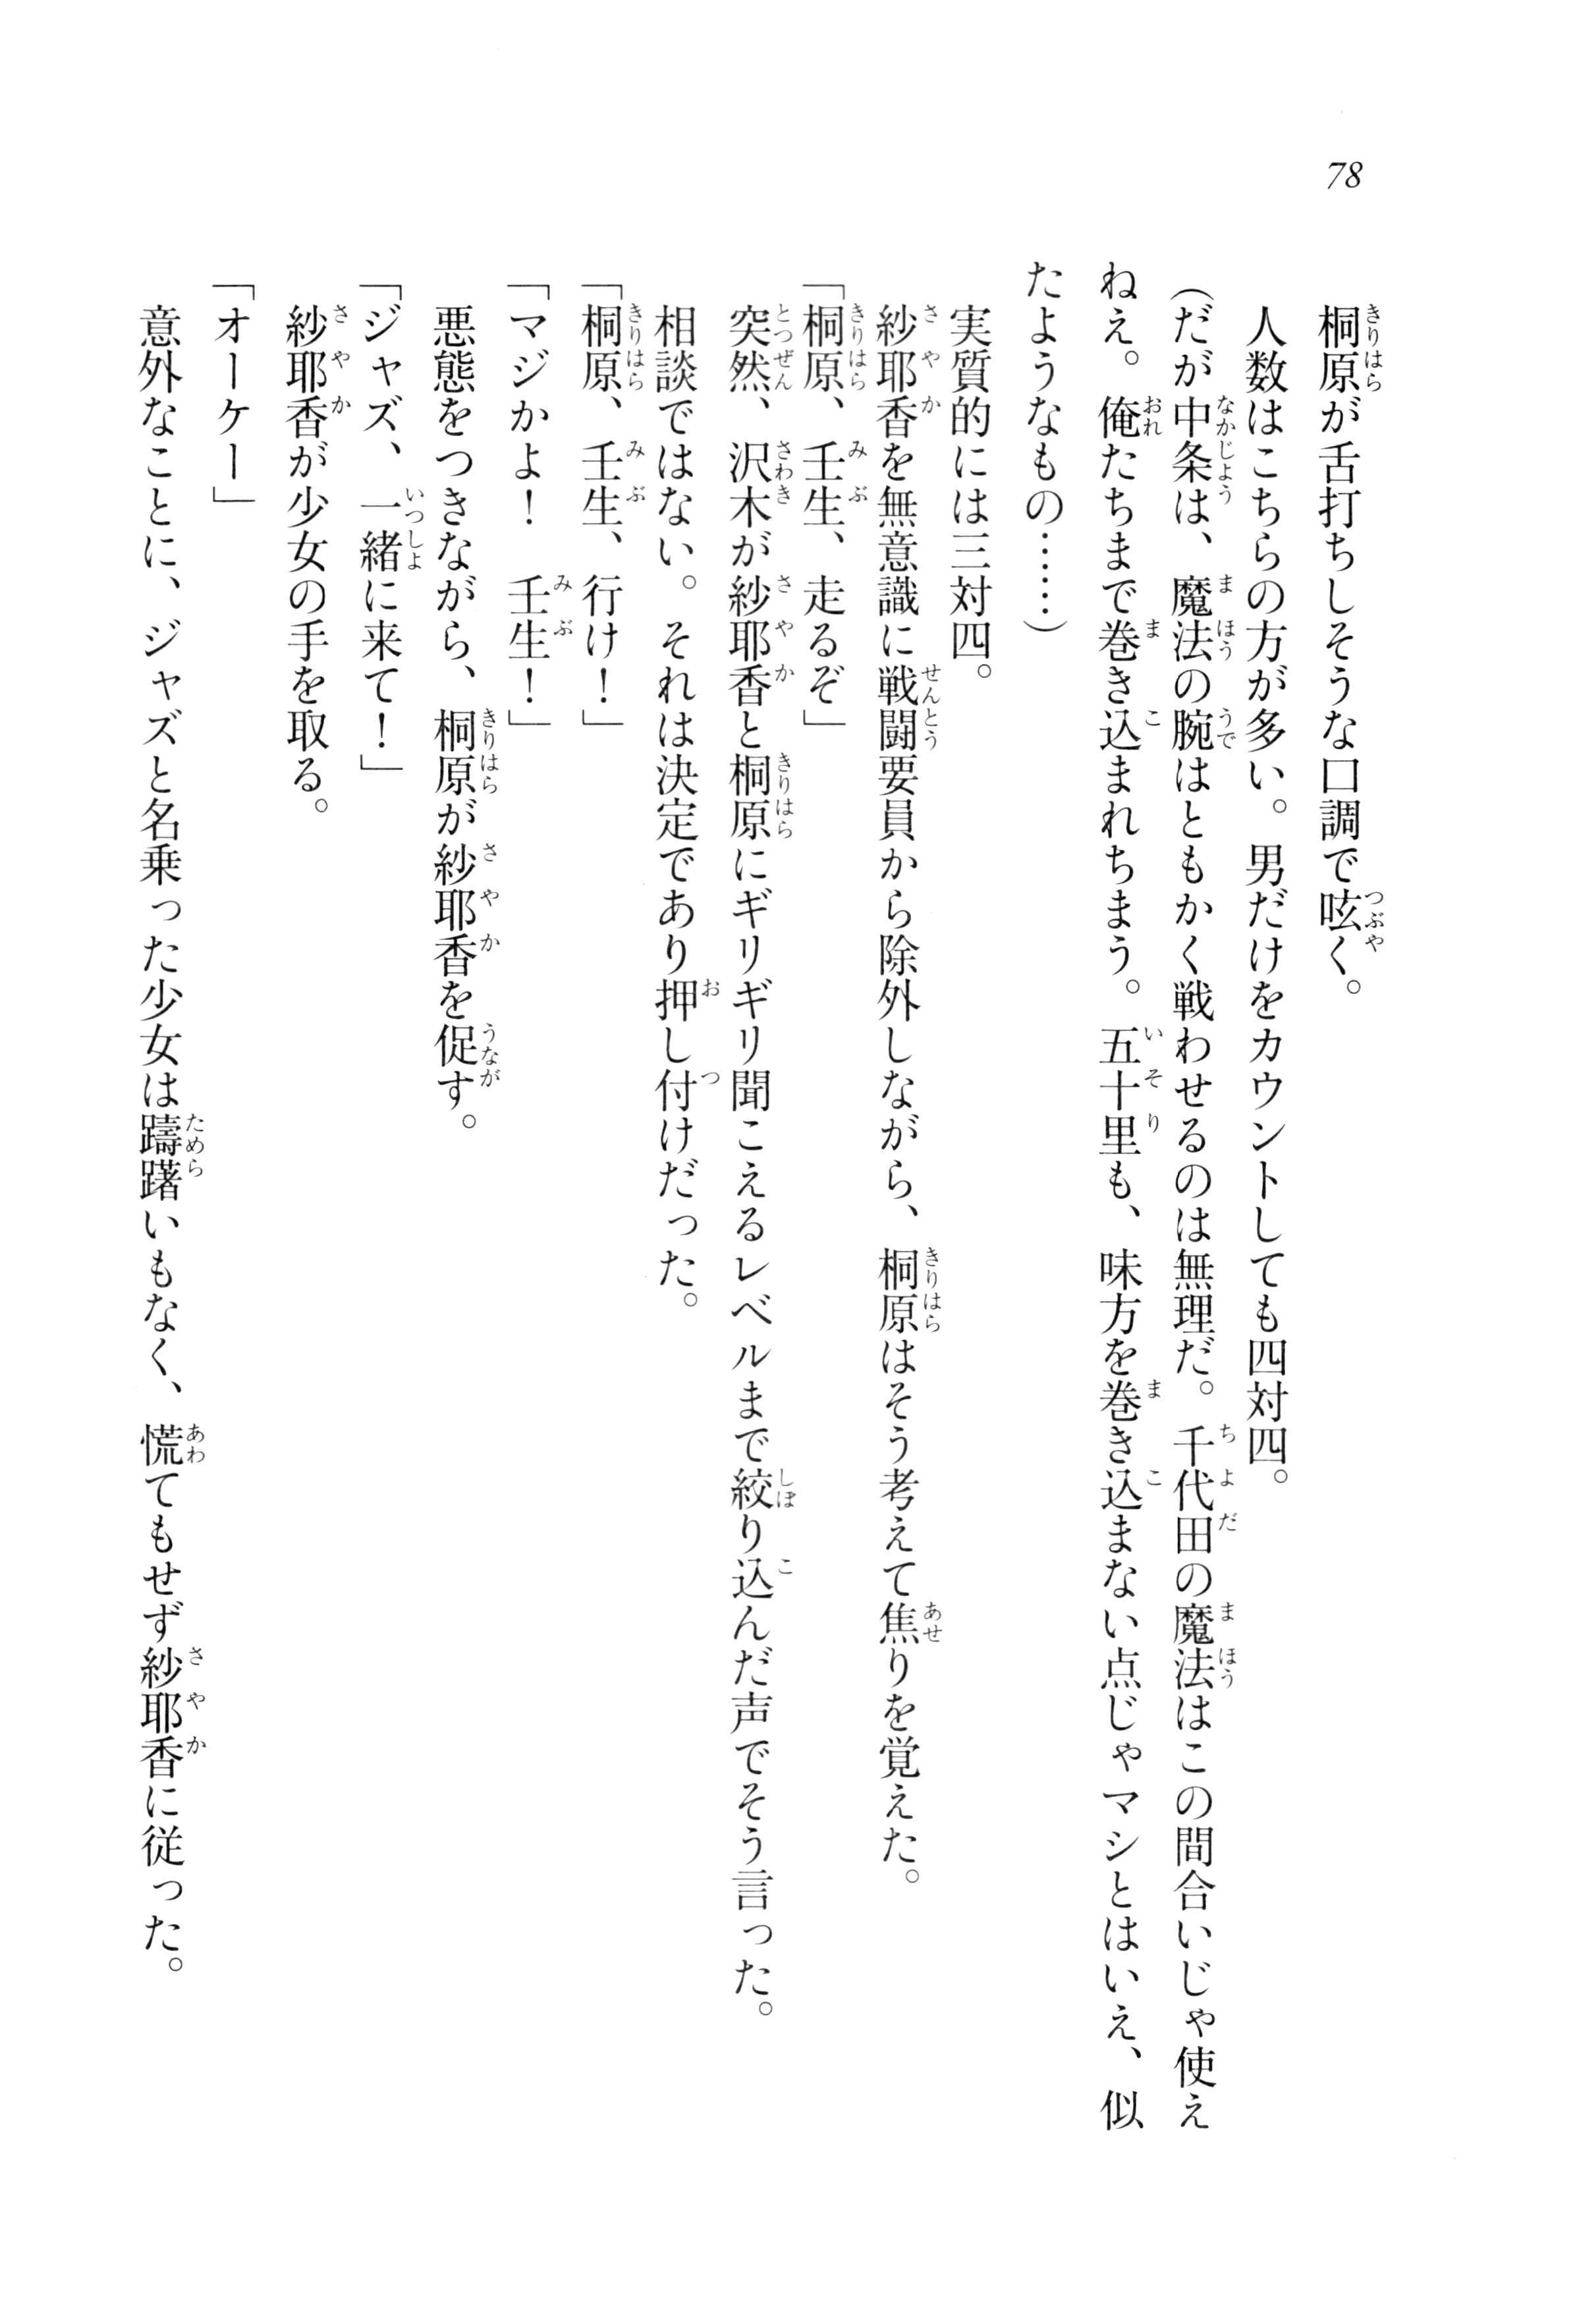 78
桐原が舌打ちしそうな口調で呟く。
人数はこちらの方が多い。男だけをカウントしても四対四。
（だが中条は、魔法の腕はともかく戦わせるのは無理だ。千代田の魔法はこの間合いじゃ使え
ねえ。俺たちまで巻き込まれちまう。五十里も、味方を巻き込まない点じゃマシとはいえ、似
たようなもの……）
実質的には三対四。
紗耶香を無意識に戦闘要員から除外しながら、桐原はそう考えて焦りを覚えた。
「桐原、壬生、走るぞ」
突然、沢木が紗耶香と桐原にギリギリ聞こえるレベルまで絞り込んだ声でそう言った。
相談ではない。それは決定であり押し付けだった。
「桐原、壬生、行け！」
「マジかよ！　壬生！」
悪態をつきながら、桐原が紗耶香を促す。
「ジャズ、一緒に来て！」
紗耶香が少女の手を取る。
「オーケー」
意外なことに、ジャズと名乗った少女は躊躇いもなく、慌てもせず紗耶香に従った。